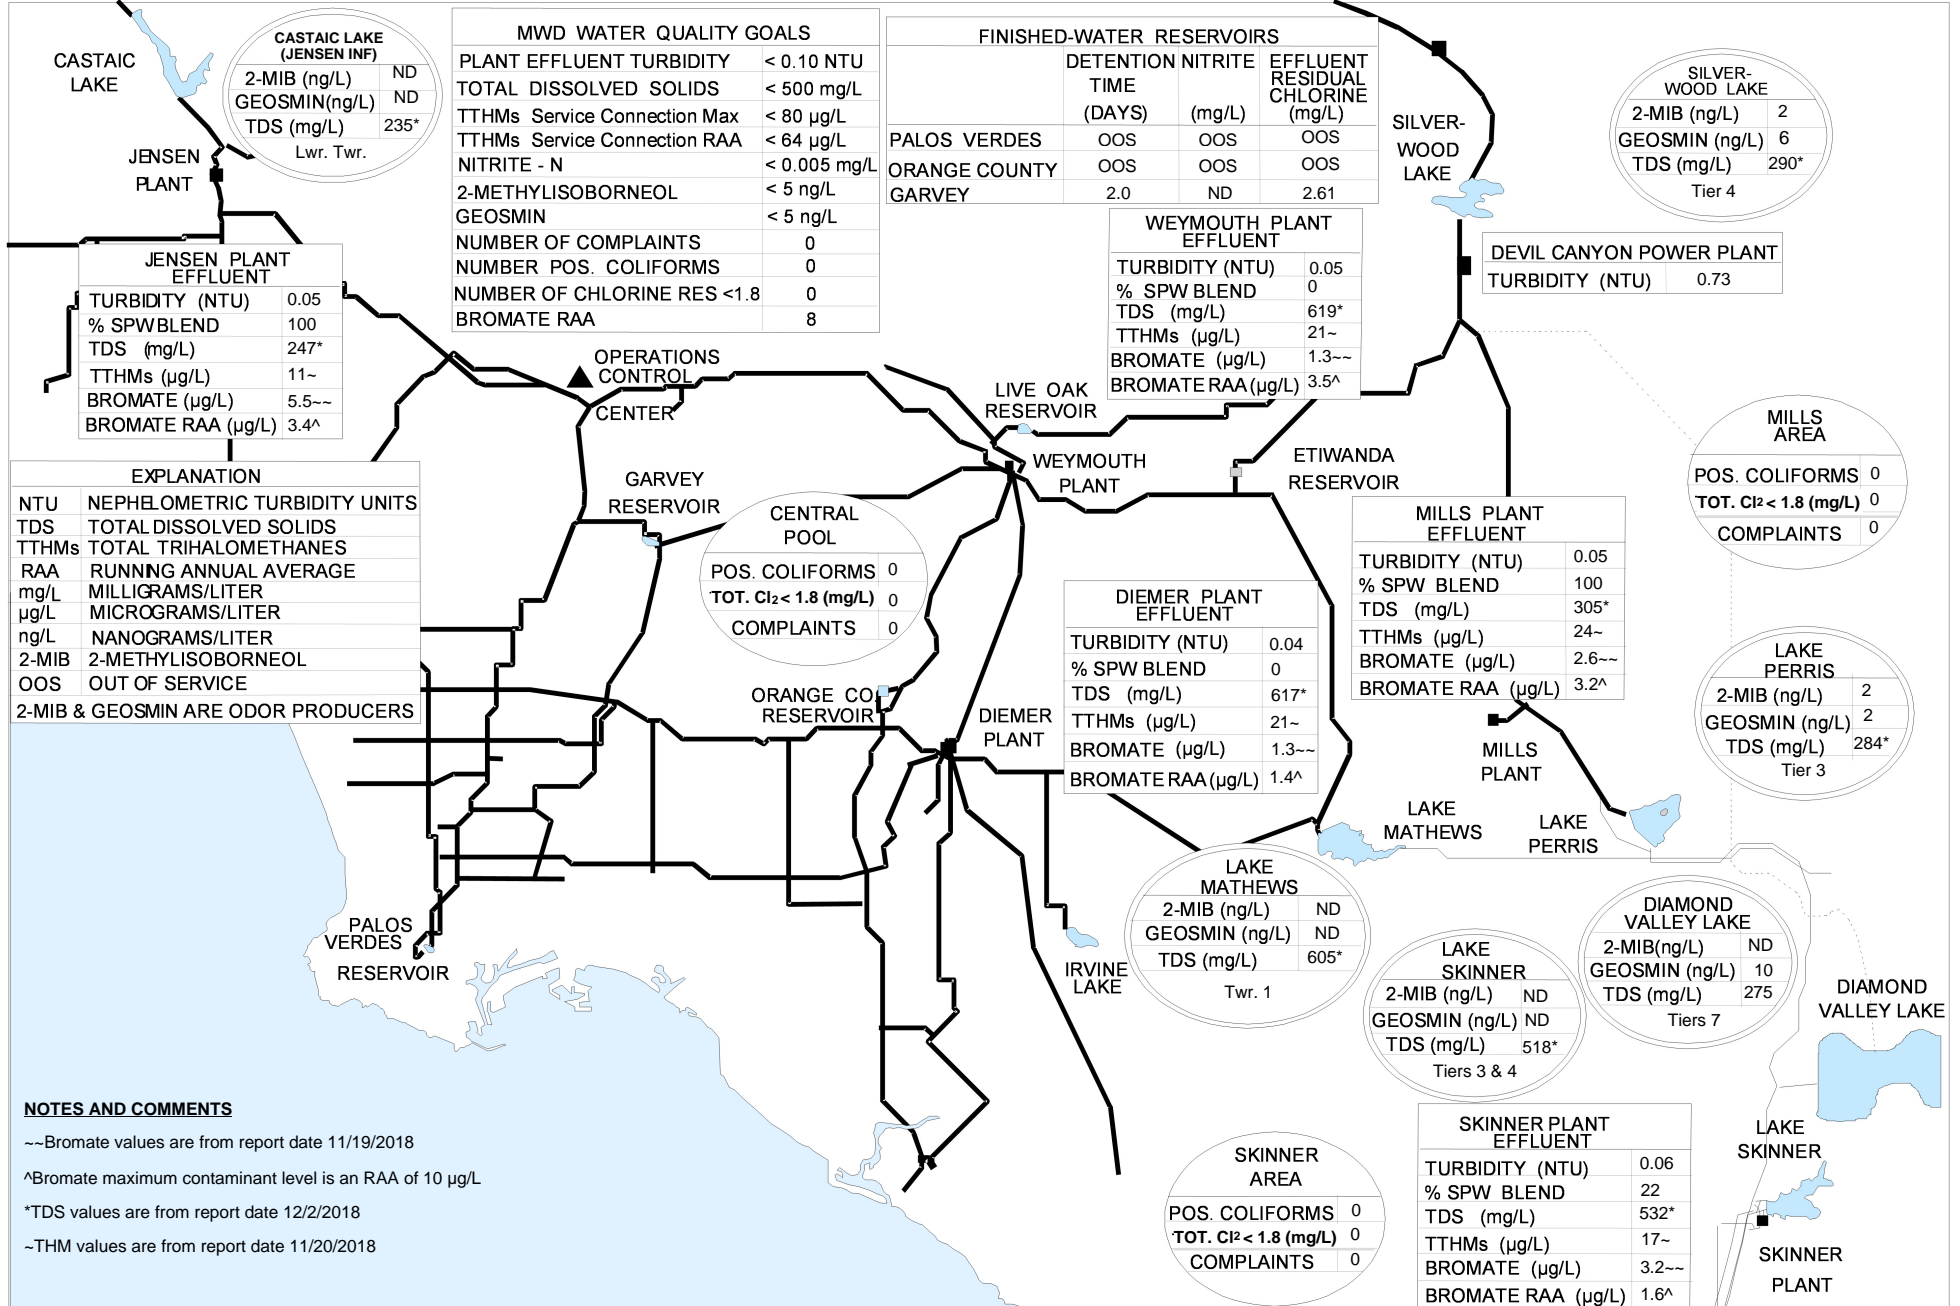 CASTAIC
LAKE
CASTAIC LAKE
(JENSEN INF)
2-MIB (ng/L) ND
GEOSMIN(ng/L) ND
TDS (mg/L) 235*
Lwr. Twr.
JENSEN
PLANT
MWD WATER QUALITY GOALS
PLANT EFFLUENT TURBIDITY < 0.10 NTU
TOTAL DISSOLVED SOLIDS < 500 mg/L
TTHMs Service Connection Max < 80 µg/L
TTHMs Service Connection RAA < 64 µg/L
NITRITE - N < 0.005 mg/L
2-METHYLISOBORNEOL < 5 ng/L
GEOSMIN < 5 ng/L
NUMBER OF COMPLAINTS 0
NUMBER POS. COLIFORMS 0
NUMBER OF CHLORINE RES <1.8 0
BROMATE RAA 8
FINISHED-WATER RESERVOIRS
DETENTION TIME (DAYS) NITRITE (mg/L) EFFLUENT RESIDUAL CHLORINE (mg/L)
PALOS VERDES OOS OOS OOS
ORANGE COUNTY OOS OOS OOS
GARVEY 2.0 ND 2.61
SILVER-
WOOD
LAKE
SILVER-
WOOD LAKE
2-MIB (ng/L) 2
GEOSMIN (ng/L) 6
TDS (mg/L) 290*
Tier 4
DEVIL CANYON POWER PLANT
TURBIDITY (NTU) 0.73
WEYMOUTH PLANT
EFFLUENT
TURBIDITY (NTU) 0.05
% SPW BLEND 0
TDS (mg/L) 619*
TTHMs (µg/L) 21~
BROMATE (µg/L) 1.3~~
BROMATE RAA (µg/L) 3.5^
JENSEN PLANT
EFFLUENT
TURBIDITY (NTU) 0.05
% SPW BLEND 100
TDS (mg/L) 247*
TTHMs (µg/L) 11~
BROMATE (µg/L) 5.5~~
BROMATE RAA (µg/L) 3.4^
OPERATIONS
CONTROL
CENTER
LIVE OAK
RESERVOIR
WEYMOUTH
PLANT
ETIWANDA
RESERVOIR
GARVEY
RESERVOIR
MILLS
AREA
POS. COLIFORMS 0
TOT. Cl2 < 1.8 (mg/L) 0
COMPLAINTS 0
EXPLANATION
NTU NEPHELOMETRIC TURBIDITY UNITS
TDS TOTAL DISSOLVED SOLIDS
TTHMs TOTAL TRIHALOMETHANES
RAA RUNNING ANNUAL AVERAGE
mg/L MILLIGRAMS/LITER
µg/L MICROGRAMS/LITER
ng/L NANOGRAMS/LITER
2-MIB 2-METHYLISOBORNEOL
OOS OUT OF SERVICE
2-MIB & GEOSMIN ARE ODOR PRODUCERS
CENTRAL
POOL
POS. COLIFORMS 0
TOT. Cl2 < 1.8 (mg/L) 0
COMPLAINTS 0
MILLS PLANT
EFFLUENT
TURBIDITY (NTU) 0.05
% SPW BLEND 100
TDS (mg/L) 305*
TTHMs (µg/L) 24~
BROMATE (µg/L) 2.6~~
BROMATE RAA (µg/L) 3.2^
DIEMER PLANT
EFFLUENT
TURBIDITY (NTU) 0.04
% SPW BLEND 0
TDS (mg/L) 617*
TTHMs (µg/L) 21~
BROMATE (µg/L) 1.3~~
BROMATE RAA (µg/L) 1.4^
LAKE
PERRIS
2-MIB (ng/L) 2
GEOSMIN (ng/L) 2
TDS (mg/L) 284*
Tier 3
ORANGE CO
RESERVOIR
DIEMER
PLANT
MILLS
PLANT
LAKE
MATHEWS
LAKE
PERRIS
LAKE
MATHEWS
2-MIB (ng/L) ND
GEOSMIN (ng/L) ND
TDS (mg/L) 605*
Twr. 1
DIAMOND
VALLEY LAKE
2-MIB(ng/L) ND
GEOSMIN (ng/L) 10
TDS (mg/L) 275
Tiers 7
PALOS
VERDES
RESERVOIR
IRVINE
LAKE
LAKE
SKINNER
2-MIB (ng/L) ND
GEOSMIN (ng/L) ND
TDS (mg/L) 518*
Tiers 3 & 4
DIAMOND
VALLEY LAKE
NOTES AND COMMENTS
~~Bromate values are from report date 11/19/2018
^Bromate maximum contaminant level is an RAA of 10 µg/L
*TDS values are from report date 12/2/2018
~THM values are from report date 11/20/2018
SKINNER
AREA
POS. COLIFORMS 0
TOT. Cl2 < 1.8 (mg/L) 0
COMPLAINTS 0
SKINNER PLANT
EFFLUENT
TURBIDITY (NTU) 0.06
% SPW BLEND 22
TDS (mg/L) 532*
TTHMs (µg/L) 17~
BROMATE (µg/L) 3.2~~
BROMATE RAA (µg/L) 1.6^
LAKE
SKINNER
SKINNER
PLANT